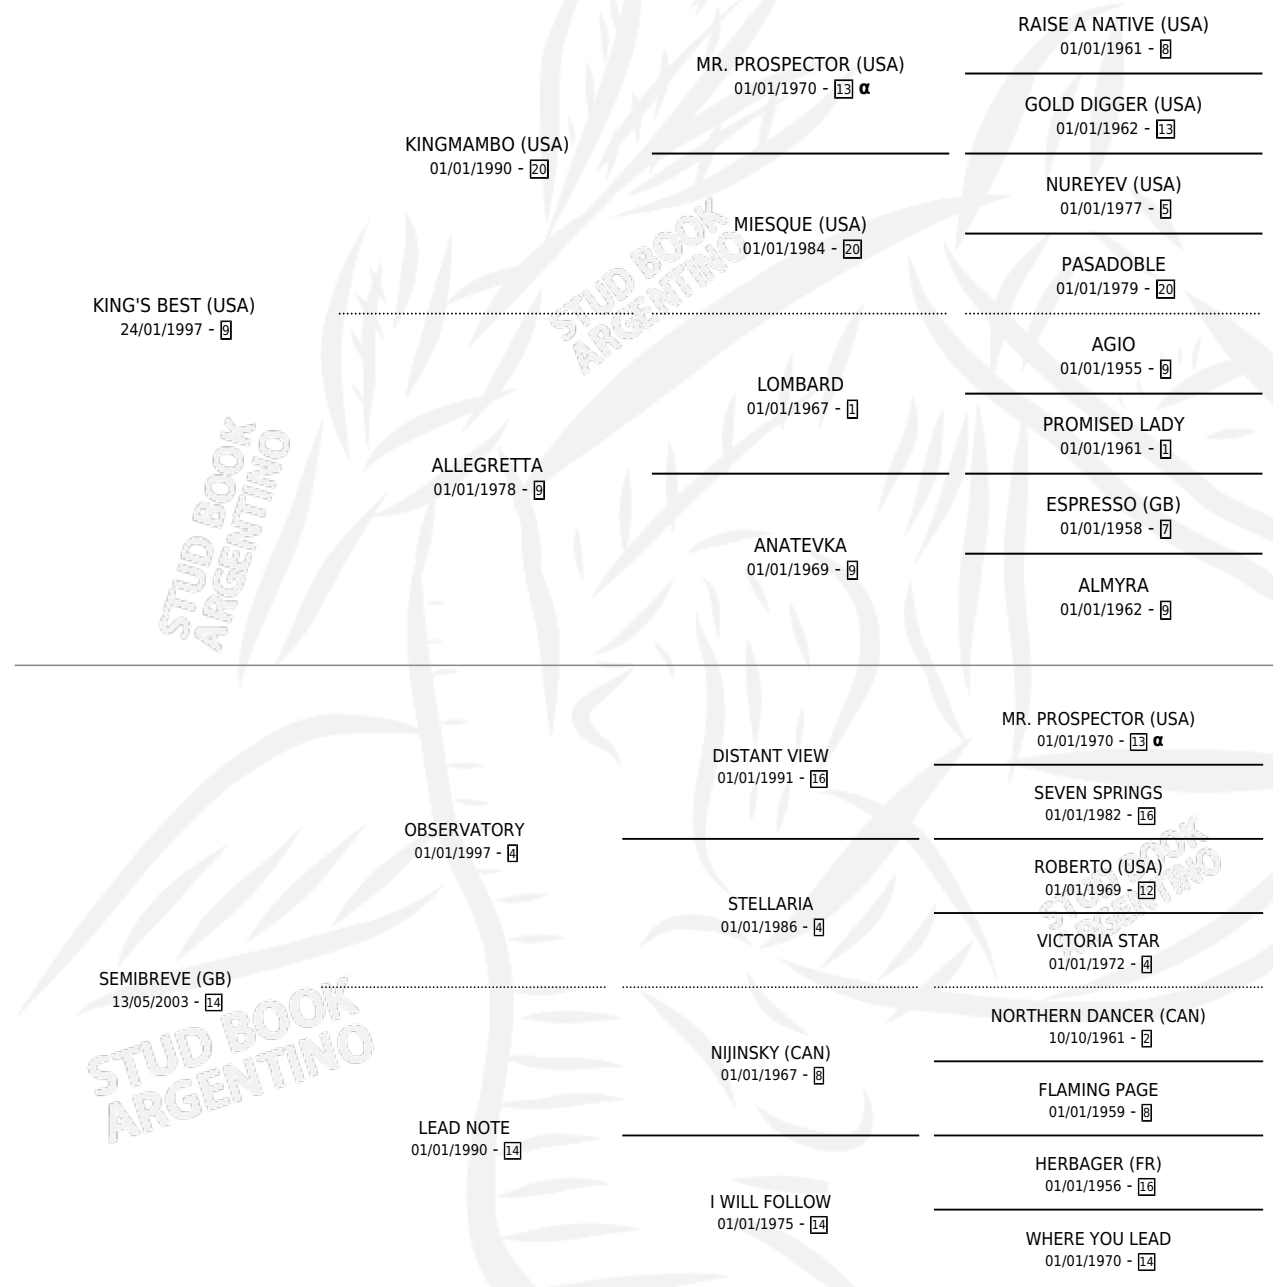 RAISE A NATIVE (USA)
01/01/1961 - 8
MR. PROSPECTOR (USA)
01/01/1970 - 13 α
GOLD DIGGER (USA)
01/01/1962 - 13
KINGMAMBO (USA)
01/01/1990 - 20
NUREYEV (USA)
01/01/1977 - 5
MIESQUE (USA)
01/01/1984 - 20
PASADOBLE
01/01/1979 - 20
KING'S BEST (USA)
24/01/1997 - 9
AGIO
01/01/1955 - 9
LOMBARD
01/01/1967 - 1
PROMISED LADY
01/01/1961 - 1
ALLEGRETTA
01/01/1978 - 9
ESPRESSO (GB)
01/01/1958 - 7
ANATEVKA
01/01/1969 - 9
ALMYRA
01/01/1962 - 9
MR. PROSPECTOR (USA)
01/01/1970 - 13 α
DISTANT VIEW
01/01/1991 - 16
SEVEN SPRINGS
01/01/1982 - 16
OBSERVATORY
01/01/1997 - 4
ROBERTO (USA)
01/01/1969 - 12
STELLARIA
01/01/1986 - 4
VICTORIA STAR
01/01/1972 - 4
SEMIBREVE (GB)
13/05/2003 - 14
NORTHERN DANCER (CAN)
10/10/1961 - 2
NIJINSKY (CAN)
01/01/1967 - 8
FLAMING PAGE
01/01/1959 - 8
LEAD NOTE
01/01/1990 - 14
HERBAGER (FR)
01/01/1956 - 16
I WILL FOLLOW
01/01/1975 - 14
WHERE YOU LEAD
01/01/1970 - 14
STUD BOOK
ARGENTINO
STUD BOOK
ARGENTINO
STUD BOOK
ARGENTINO
STUD BOOK
ARGENTINO